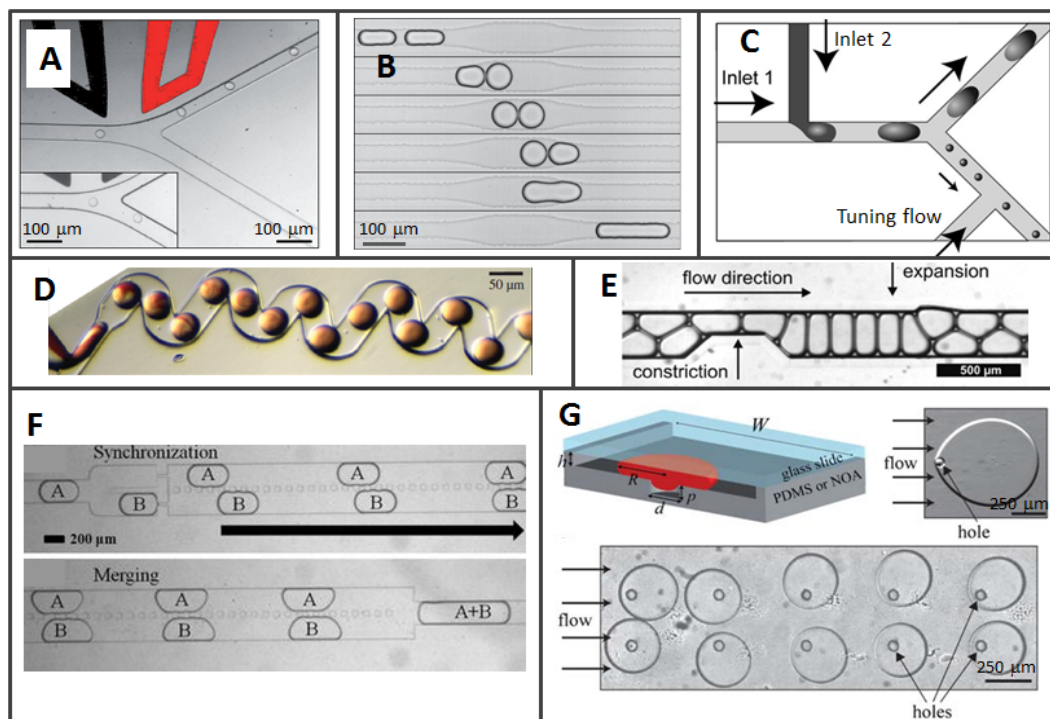 A
100 µm
100 µm
B
100 µm
C
Inlet 2
Inlet 1
Tuning flow
D
50 µm
E
flow direction
expansion
constriction
500 µm
F
Synchronization
A
A
A
A
B
B
B
B
200 µm
Merging
A
A
A
B
B
B
A+B
G
W
h
glass slide
R
p
d
PDMS or NOA
flow
250 µm
hole
flow
250 µm
holes